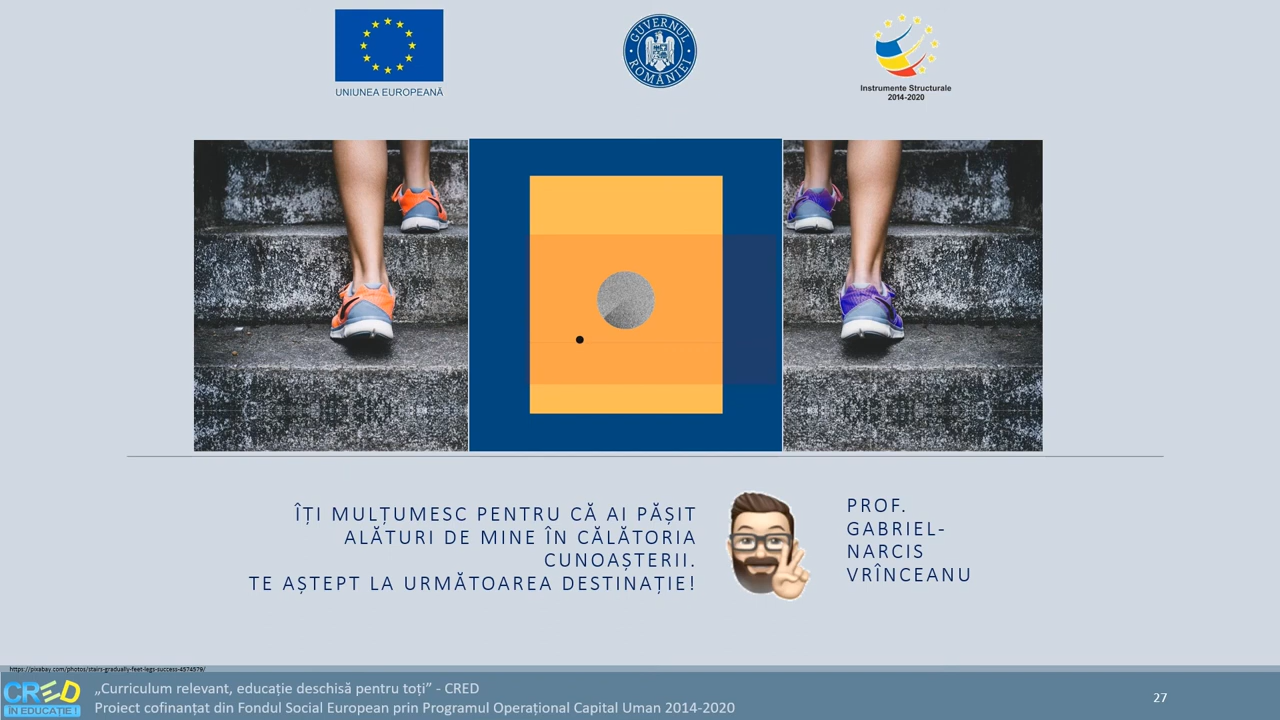 UNIUNEA EUROPEANĂ
GUVERNUL ROMÂNIEI
Instrumente Structurale
2014-2020
ÎȚI MULȚUMESC PENTRU CĂ AI PĂȘIT
ALĂTURI DE MINE ÎN CĂLĂTORIA
CUNOAȘTERII.
TE AȘTEPT LA URMĂTOAREA DESTINAȚIE!
PROF.
GABRIEL-
NARCIS
VRÎNCEANU
https://pixabay.com/photos/stairs-gradually-feet-legs-success-4574579/
CRED
ÎN EDUCAȚIE !
„Curriculum relevant, educație deschisă pentru toți” - CRED
Proiect cofinanțat din Fondul Social European prin Programul Operațional Capital Uman 2014-2020
27